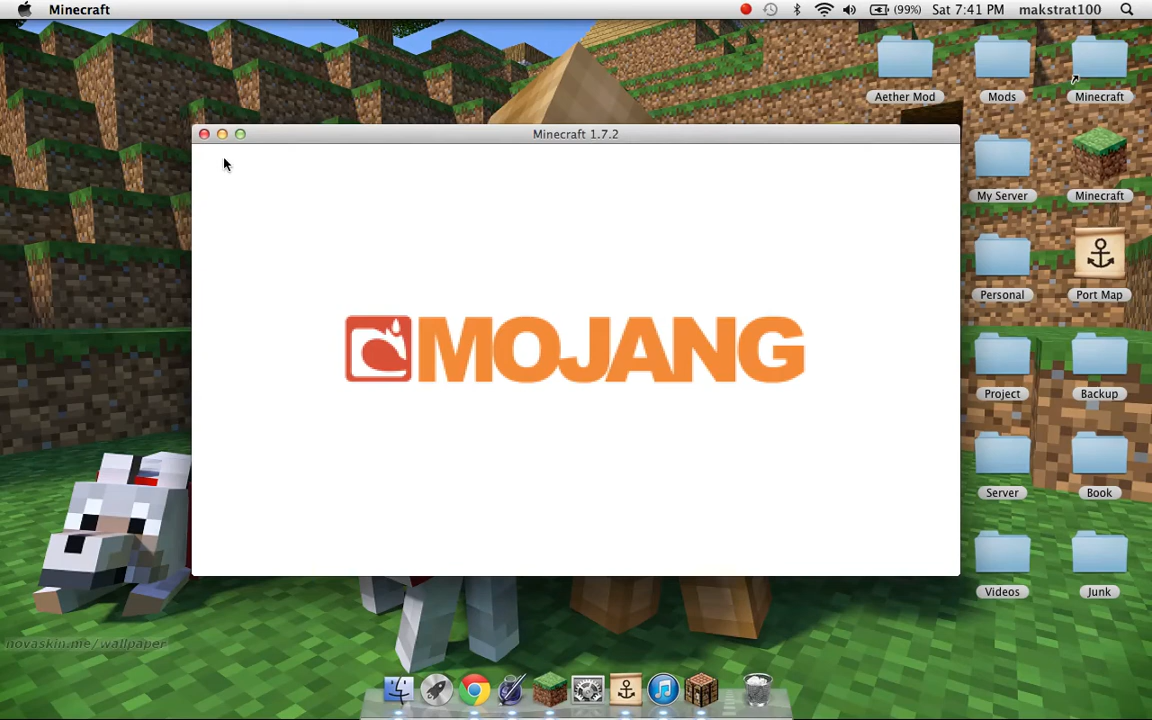 Minecraft
(99%) Sat 7:41 PM makstrat100
Aether Mod Mods Minecraft
Minecraft 1.7.2
My Server Minecraft
MOJANG
Personal Port Map
Project Backup
Server Book
Videos Junk
novaskin.me/wallpaper